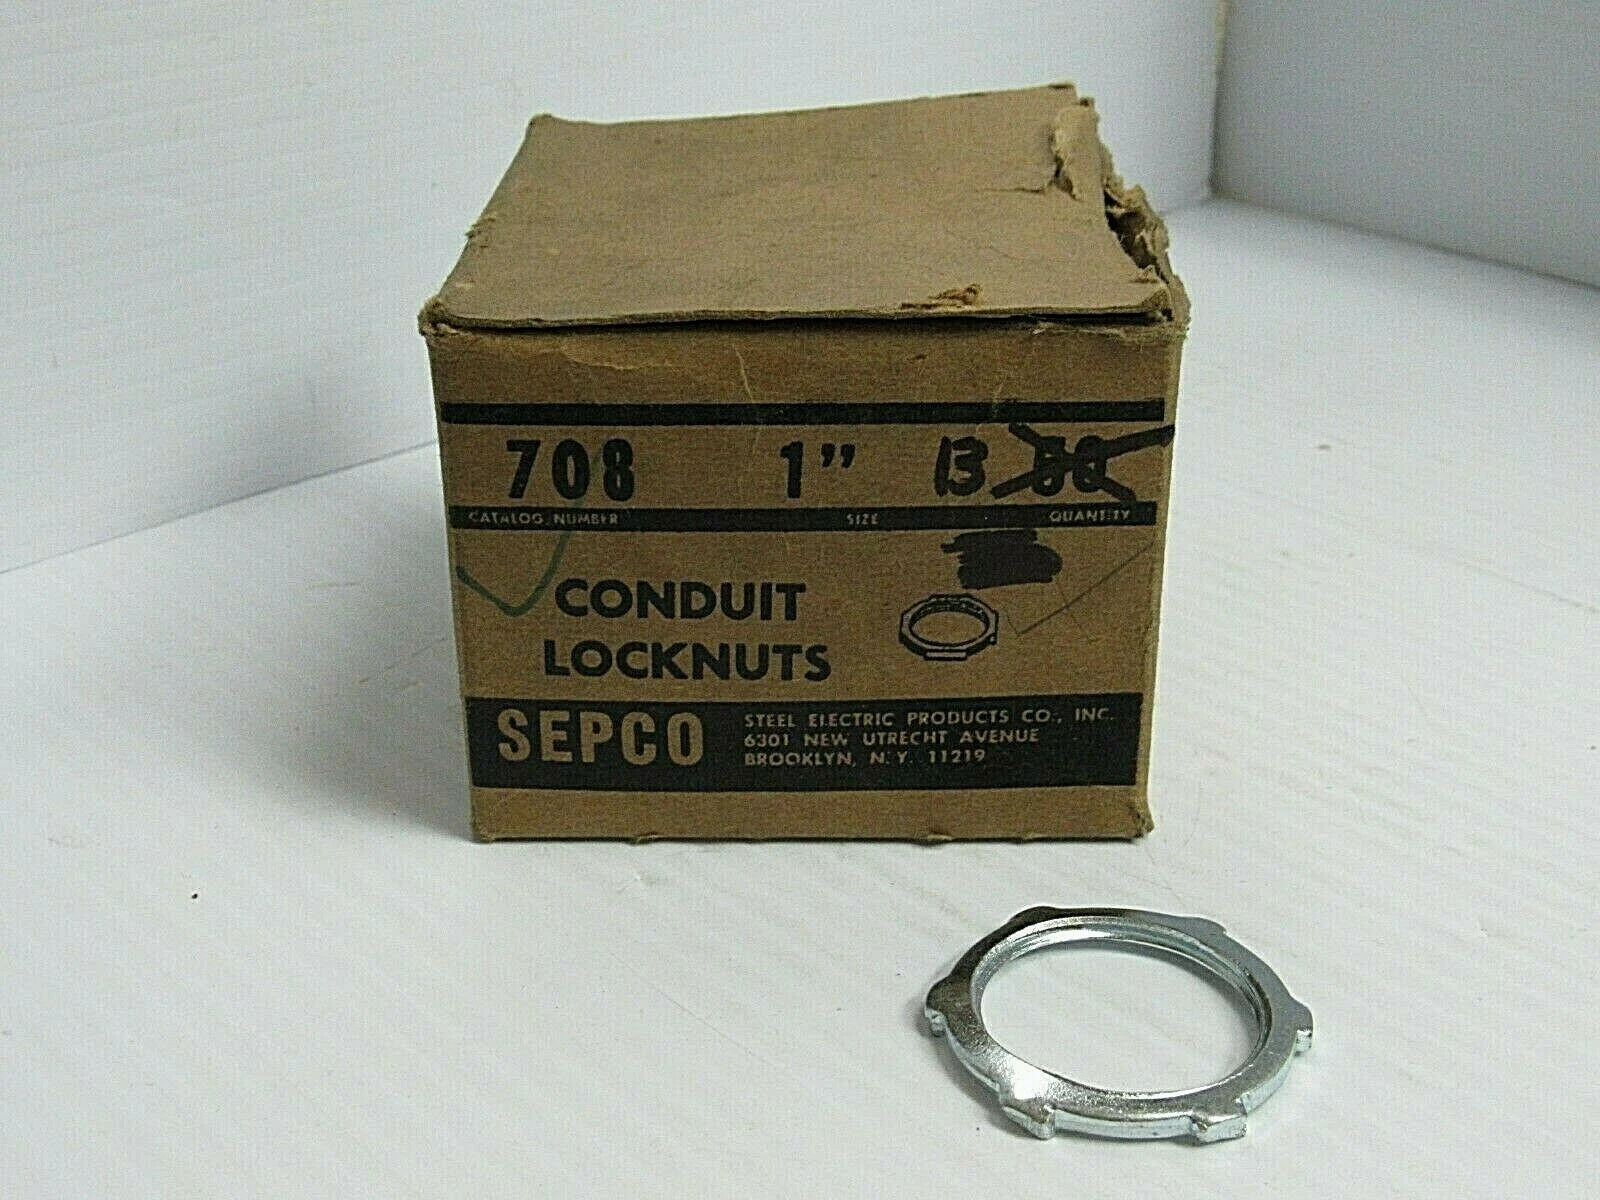 708 1" 13
CATALOG NUMBER SIZE QUANTITY
CONDUIT
LOCKNUTS
SEPCO
STEEL ELECTRIC PRODUCTS CO., INC.
6301 NEW UTRECHT AVENUE
BROOKLYN, N.Y. 11219